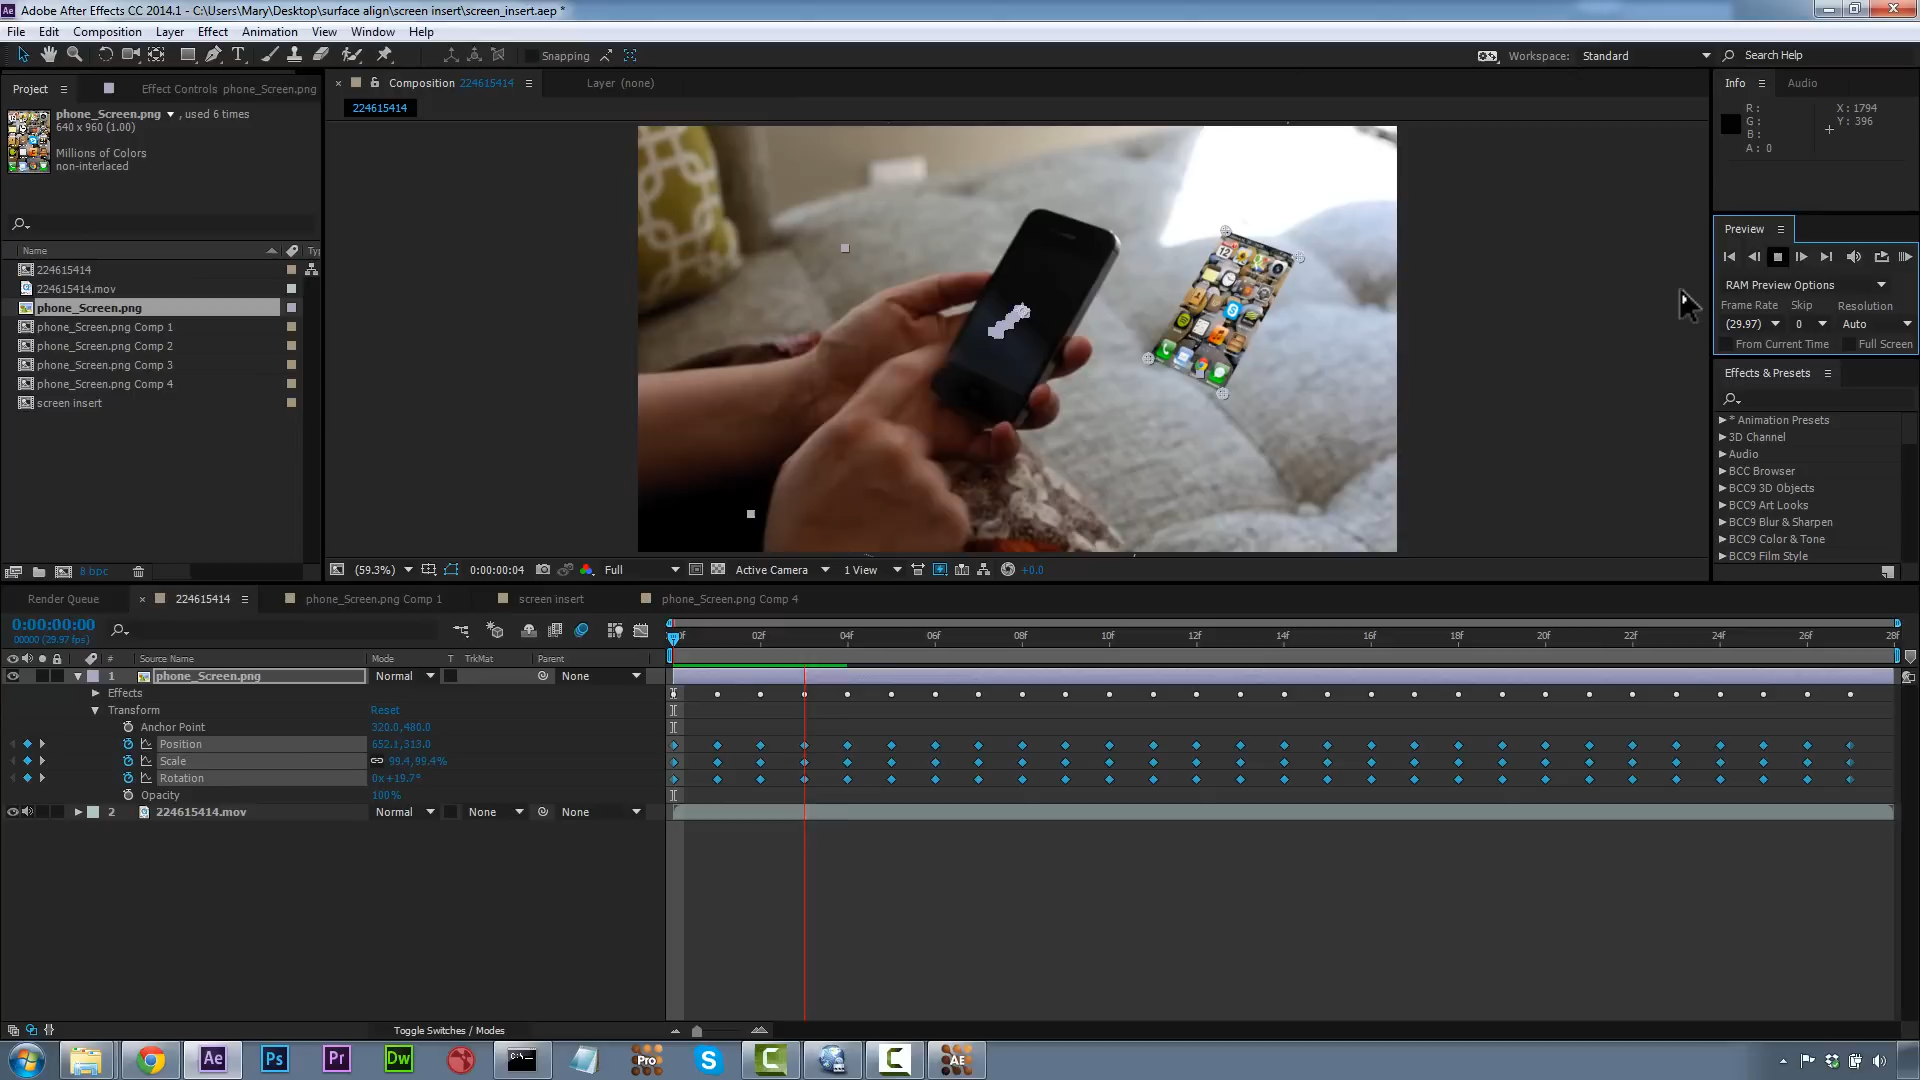 Adobe After Effects CC 2014.1 - C:\Users\Mary\Desktop\surface align\screen insert\screen_insert.aep *
File Edit Composition Layer Effect Animation View Window Help
Snapping
Workspace: Standard
Search Help
Project
Effect Controls phone_Screen.png
phone_Screen.png , used 6 times
640 x 960 (1.00)
Millions of Colors
non-interlaced
Name
Typ
224615414
224615414.mov
phone_Screen.png
phone_Screen.png Comp 1
phone_Screen.png Comp 2
phone_Screen.png Comp 3
phone_Screen.png Comp 4
screen insert
8 bpc
Composition 224615414
Layer (none)
224615414
12
(59.3%)
0:00:00:04
Full
Active Camera
1 View
+0.0
Info
Audio
R :
G :
B :
A : 0
X : 1794
Y : 396
Preview
RAM Preview Options
Frame Rate Skip Resolution
(29.97) 0 Auto
From Current Time
Full Screen
Effects & Presets
* Animation Presets
3D Channel
Audio
BCC Browser
BCC9 3D Objects
BCC9 Art Looks
BCC9 Blur & Sharpen
BCC9 Color & Tone
BCC9 Film Style
Render Queue
224615414
phone_Screen.png Comp 1
screen insert
phone_Screen.png Comp 4
0:00:00:00
00000 (29.97 fps)
02f 04f 06f 08f 10f 12f 14f 16f 18f 20f 22f 24f 26f 28f
# Source Name Mode T TrkMat Parent
1 phone_Screen.png Normal None
Effects
Transform Reset
Anchor Point 320.0,480.0
Position 652.1,313.0
Scale 99.4,99.4%
Rotation 0x+19.7°
Opacity 100%
2 224615414.mov Normal None None
Toggle Switches / Modes
Ae Ps Pr Dw C:\ Pro S C C AE